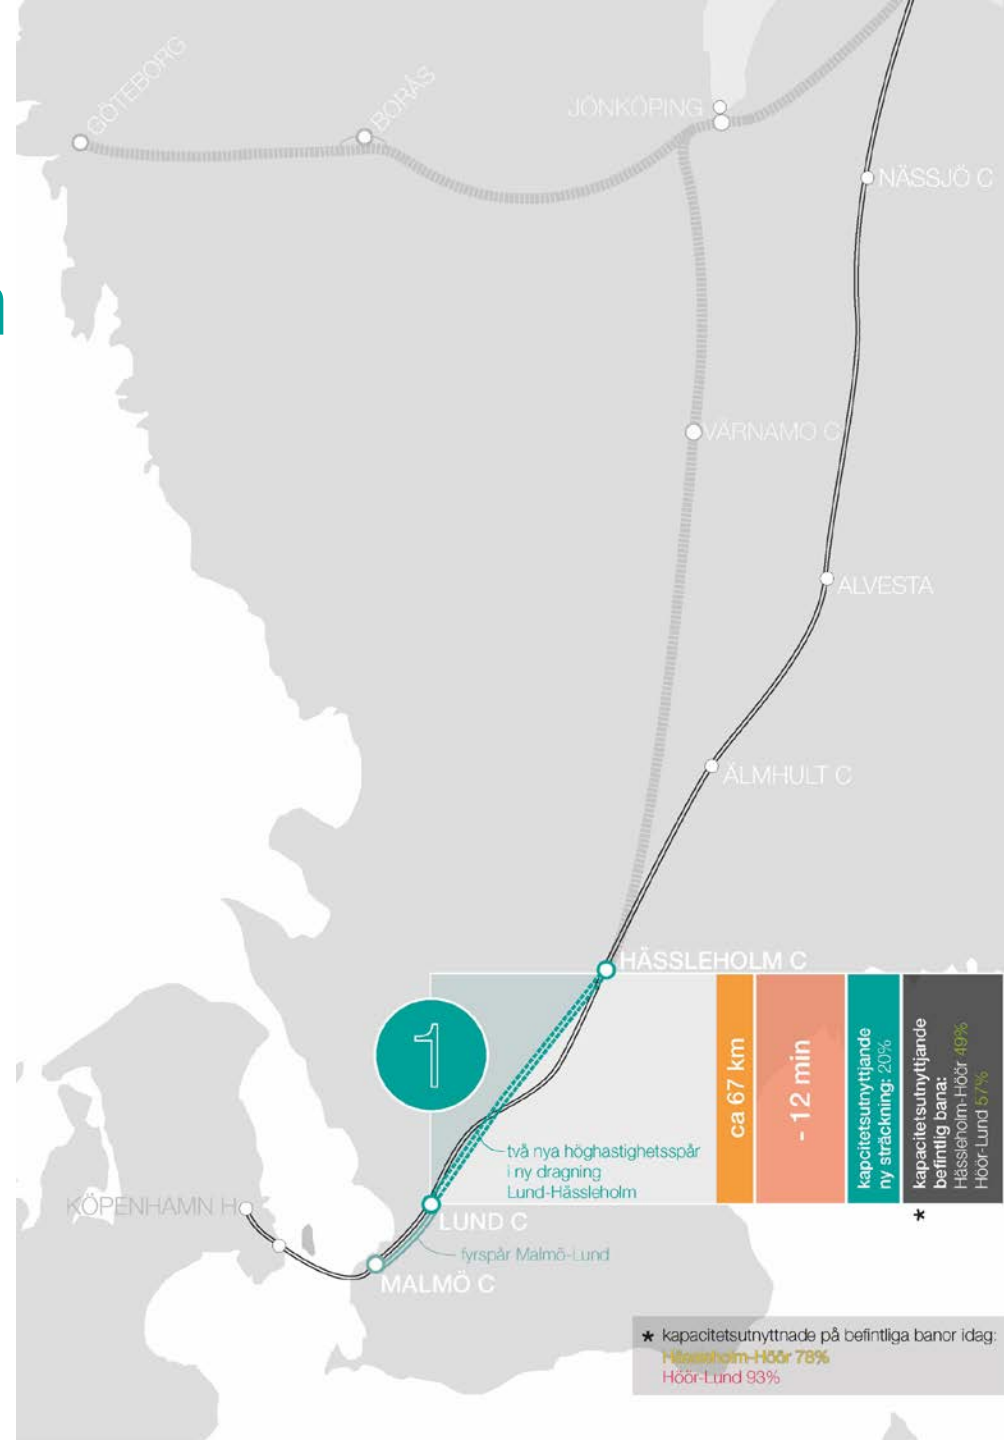 GÖTEBORG
BORÅS
JÖNKÖPING
NÄSSJÖ C
VÄRNAMO C
ALVESTA
ÄLMHULT C
HÄSSLEHOLM C
1
ca 67 km
- 12 min
kapcitetsutnyttjande
ny sträckning: 20%
kapacitetsutnyttjande
befintlig bana:
Hässleholm-Höör 49%
Höör-Lund 57%
*
två nya höghastighetsspår
i ny dragning
Lund-Hässleholm
KÖPENHAMN H
LUND C
fyrspår Malmö-Lund
MALMÖ C
* kapacitetsutnyttnade på befintliga banor idag:
Hässleholm-Höör 78%
Höör-Lund 93%